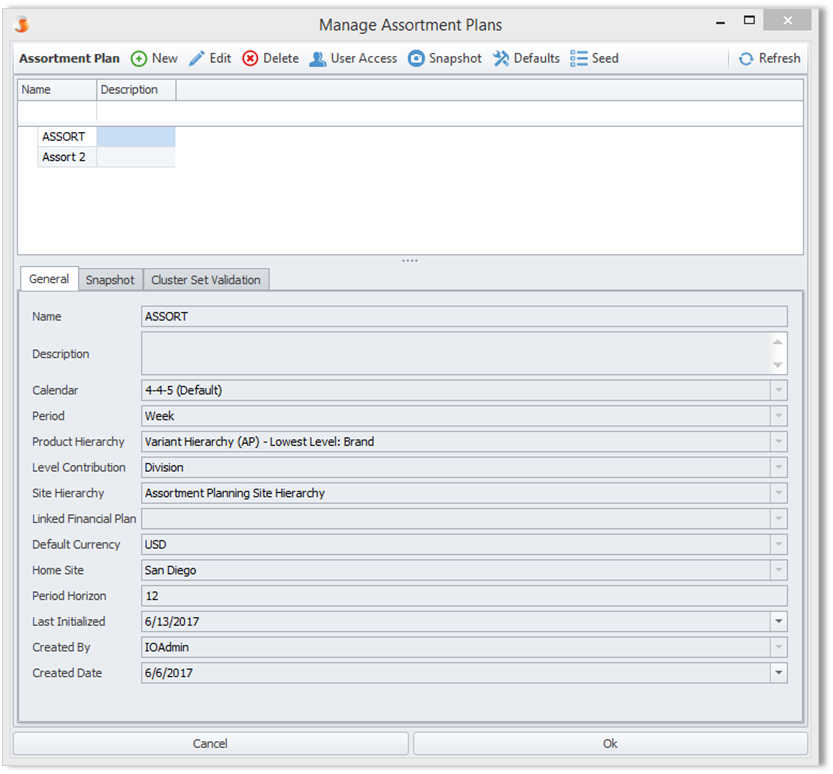 Manage Assortment Plans
Assortment Plan New Edit Delete User Access Snapshot Defaults Seed Refresh
Name Description
ASSORT
Assort 2
General Snapshot Cluster Set Validation
Name ASSORT
Description
Calendar 4-4-5 (Default)
Period Week
Product Hierarchy Variant Hierarchy (AP) - Lowest Level: Brand
Level Contribution Division
Site Hierarchy Assortment Planning Site Hierarchy
Linked Financial Plan
Default Currency USD
Home Site San Diego
Period Horizon 12
Last Initialized 6/13/2017
Created By IOAdmin
Created Date 6/6/2017
Cancel Ok